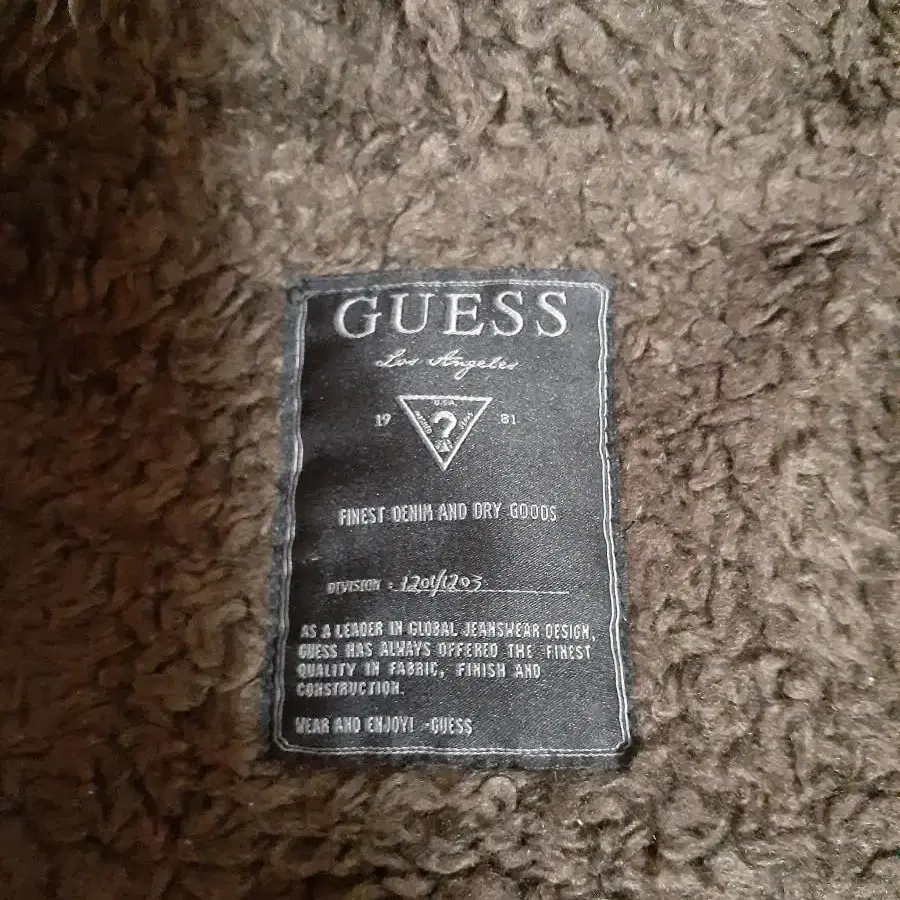 GUESS
Los Angeles
U.S.A.
19 ? 81
FINEST DENIM AND DRY GOODS
DIVISION : 1201/1203
AS A LEADER IN GLOBAL JEANSWEAR DESIGN,
GUESS HAS ALWAYS OFFERED THE FINEST
QUALITY IN FABRIC, FINISH AND
CONSTRUCTION.
WEAR AND ENJOY! -GUESS